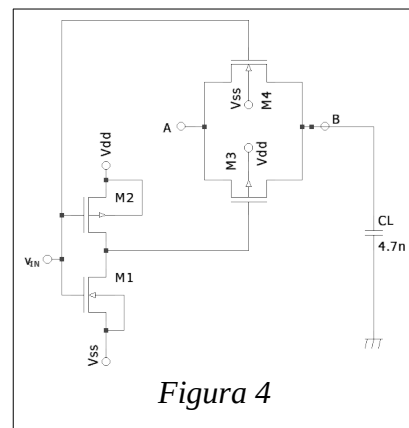 Vss
M4
A
B
M3
Vdd
Vdd
M2
CL
4.7n
vIN
M1
Vss
Figura 4